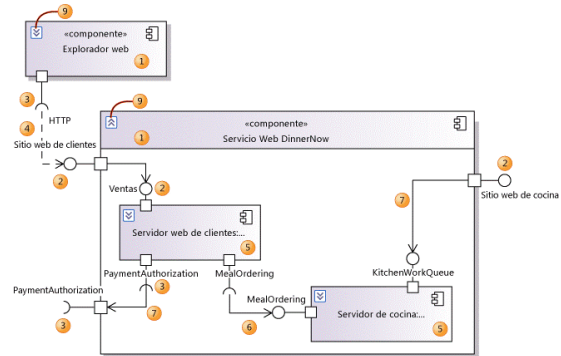 9
«componente»
Explorador web
1
3
HTTP
4
Sitio web de clientes
2
9
«componente»
1
Servicio Web DinnerNow
Ventas
2
2
Sitio web de cocina
7
Servidor web de clientes:...
5
PaymentAuthorization
MealOrdering
3
KitchenWorkQueue
PaymentAuthorization
3
7
MealOrdering
6
Servidor de cocina:...
5